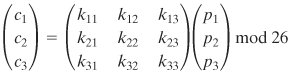 c₁ k₁₁ k₁₂ k₁₃ p₁
c₂ = k₂₁ k₂₂ k₂₃ p₂ mod 26
c₃ k₃₁ k₃₂ k₃₃ p₃